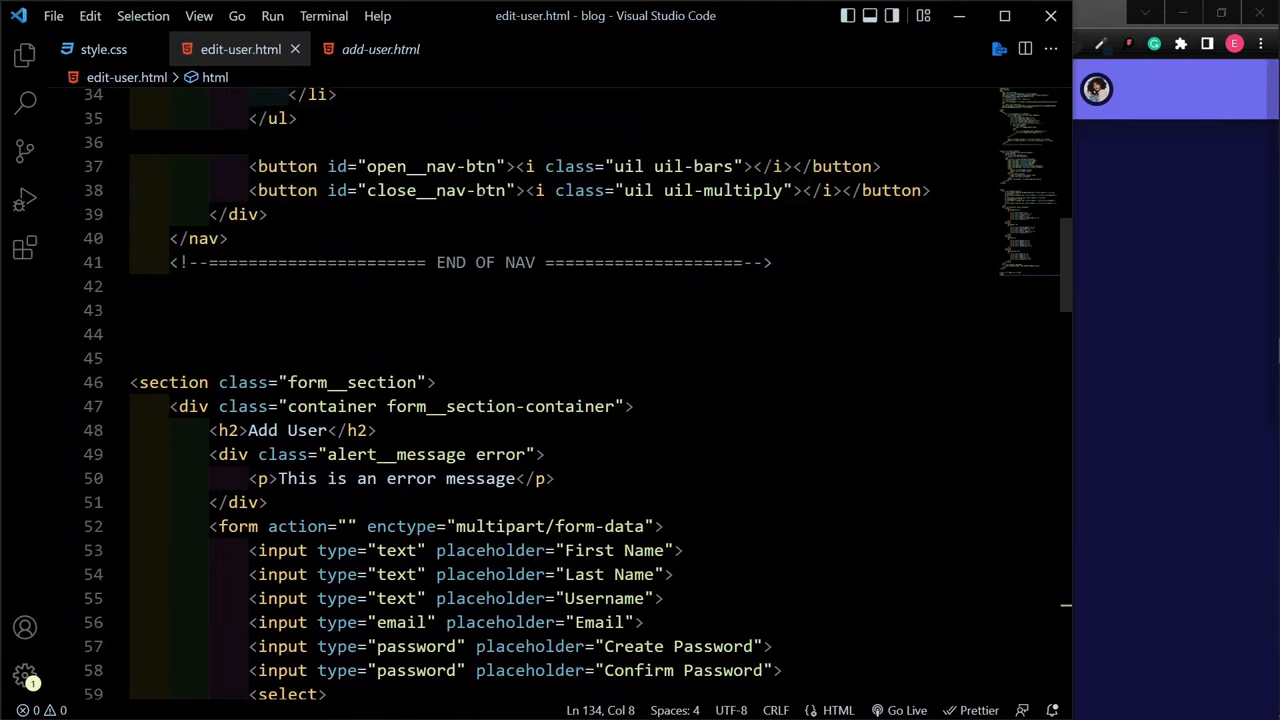 File Edit Selection View Go Run Terminal Help edit-user.html - blog - Visual Studio Code
style.css edit-user.html add-user.html
edit-user.html > html
34 </li>
35 </ul>
36
37 <button id="open__nav-btn"><i class="uil uil-bars"></i></button>
38 <button id="close__nav-btn"><i class="uil uil-multiply"></i></button>
39 </div>
40 </nav>
41 <!--====================== END OF NAV ====================-->
42
43
44
45
46 <section class="form__section">
47 <div class="container form__section-container">
48 <h2>Add User</h2>
49 <div class="alert__message error">
50 <p>This is an error message</p>
51 </div>
52 <form action="" enctype="multipart/form-data">
53 <input type="text" placeholder="First Name">
54 <input type="text" placeholder="Last Name">
55 <input type="text" placeholder="Username">
56 <input type="email" placeholder="Email">
57 <input type="password" placeholder="Create Password">
58 <input type="password" placeholder="Confirm Password">
59 <select>
E
1
0 0 Ln 134, Col 8 Spaces: 4 UTF-8 CRLF {} HTML Go Live Prettier